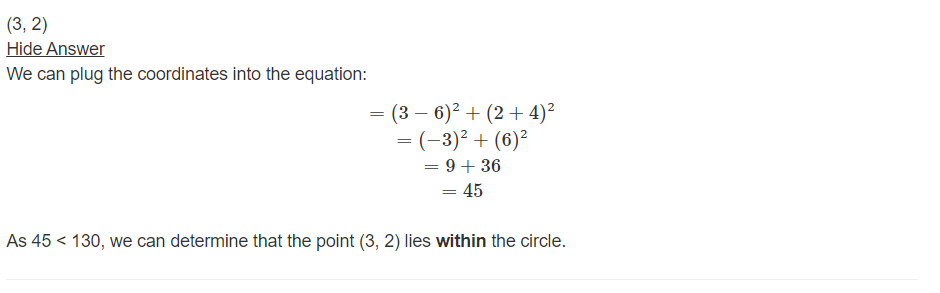 (3, 2)
Hide Answer
We can plug the coordinates into the equation:
= (3 − 6)² + (2 + 4)²
= (−3)² + (6)²
= 9 + 36
= 45
As 45 < 130, we can determine that the point (3, 2) lies within the circle.